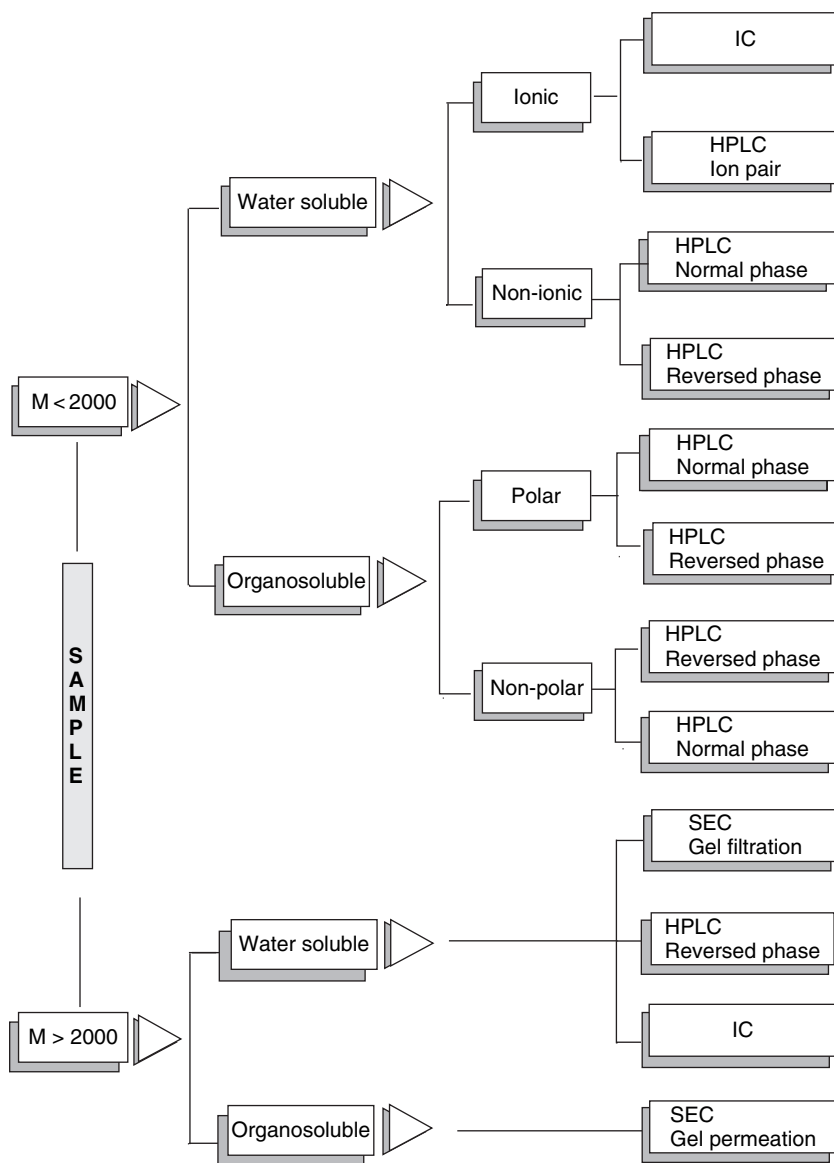 IC
Ionic
HPLC
Ion pair
Water soluble
HPLC
Normal phase
Non-ionic
HPLC
Reversed phase
M < 2000
HPLC
Normal phase
Polar
HPLC
Reversed phase
Organosoluble
HPLC
Reversed phase
Non-polar
HPLC
Normal phase
SAMPLE
SEC
Gel filtration
Water soluble
HPLC
Reversed phase
M > 2000
IC
Organosoluble
SEC
Gel permeation